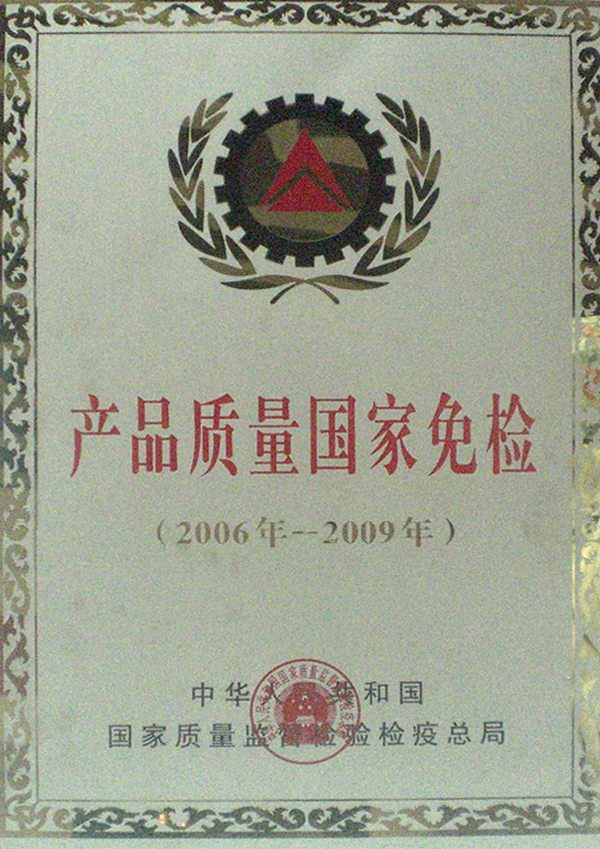 产品质量国家免检
(2006年--2009年)
中华人民共和国
国家质量监督检验检疫总局